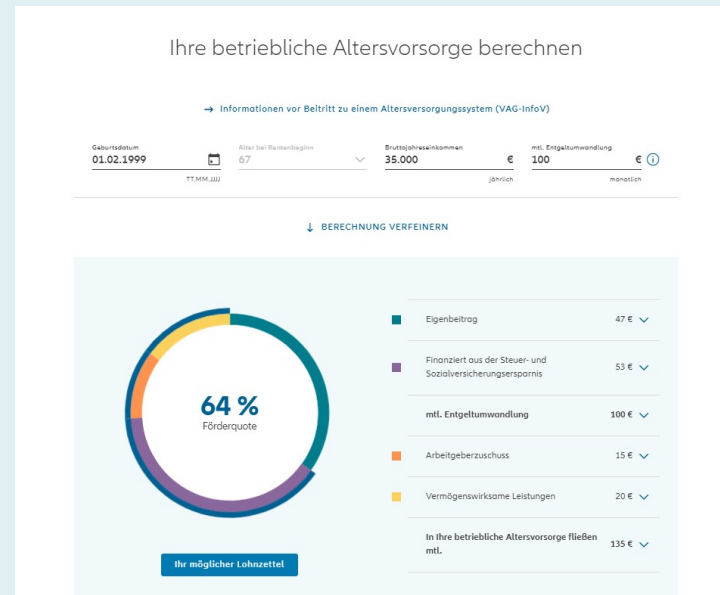 Ihre betriebliche Altersvorsorge berechnen
→ Informationen vor Beitritt zu einem Altersversorgungssystem (VAG-InfoV)
Geburtsdatum
01.02.1999
TT.MM.JJJJ
Alter bei Rentenbeginn
67
Bruttojahreseinkommen
35.000 €
jährlich
mtl. Entgeltumwandlung
100 €
monatlich
↓ BERECHNUNG VERFEINERN
64 %
Förderquote
Ihr möglicher Lohnzettel
Eigenbeitrag 47 €
Finanziert aus der Steuer- und
Sozialversicherungsersparnis 53 €
mtl. Entgeltumwandlung 100 €
Arbeitgeberzuschuss 15 €
Vermögenswirksame Leistungen 20 €
In Ihre betriebliche Altersvorsorge fließen
mtl. 135 €